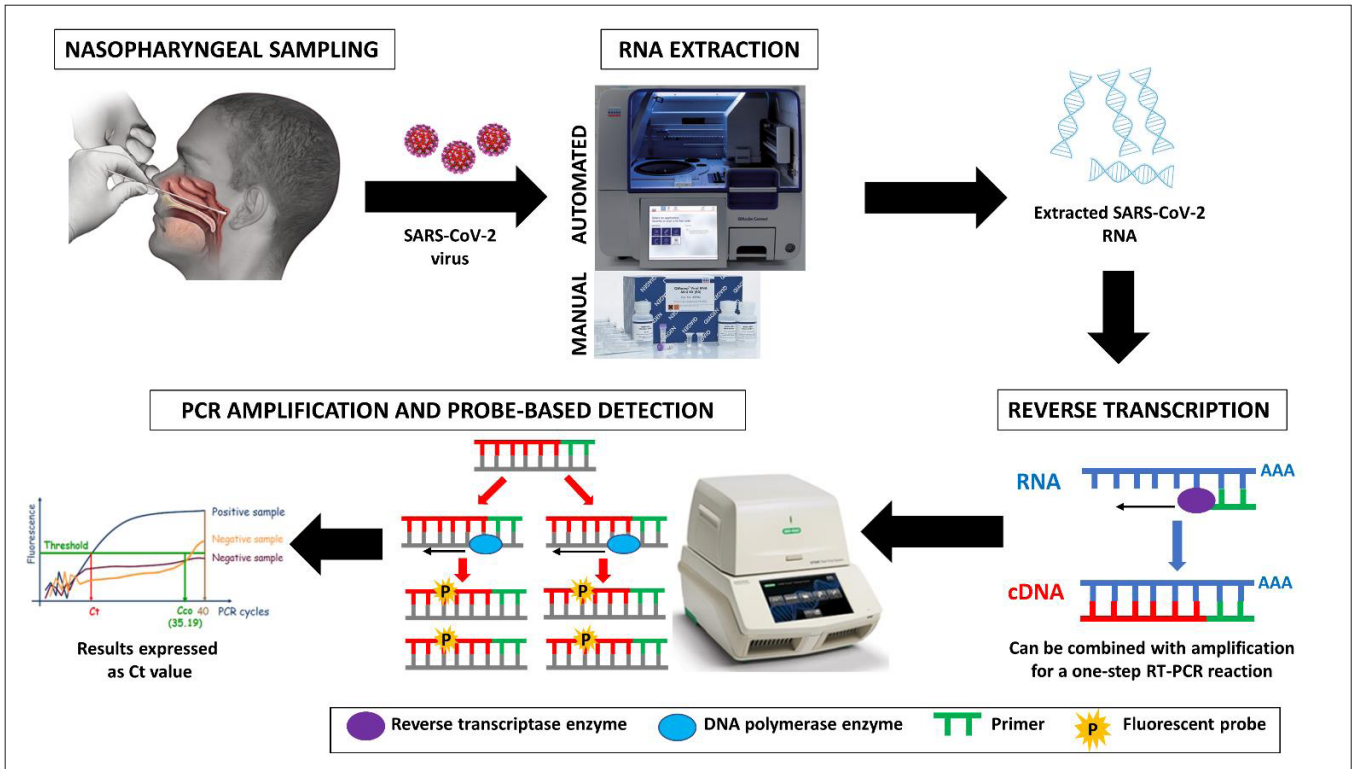 NASOPHARYNGEAL SAMPLING
RNA EXTRACTION
SARS-CoV-2
virus
AUTOMATED
MANUAL
QIAGEN
Extracted SARS-CoV-2
RNA
PCR AMPLIFICATION AND PROBE-BASED DETECTION
REVERSE TRANSCRIPTION
RNA
AAA
cDNA
AAA
Can be combined with amplification
for a one-step RT-PCR reaction
P
P
P
P
Fluorescence
Threshold
Positive sample
Negative sample
Negative sample
Ct
Cco
40
PCR cycles
(35.19)
Results expressed
as Ct value
Reverse transcriptase enzyme
DNA polymerase enzyme
Primer
P
Fluorescent probe